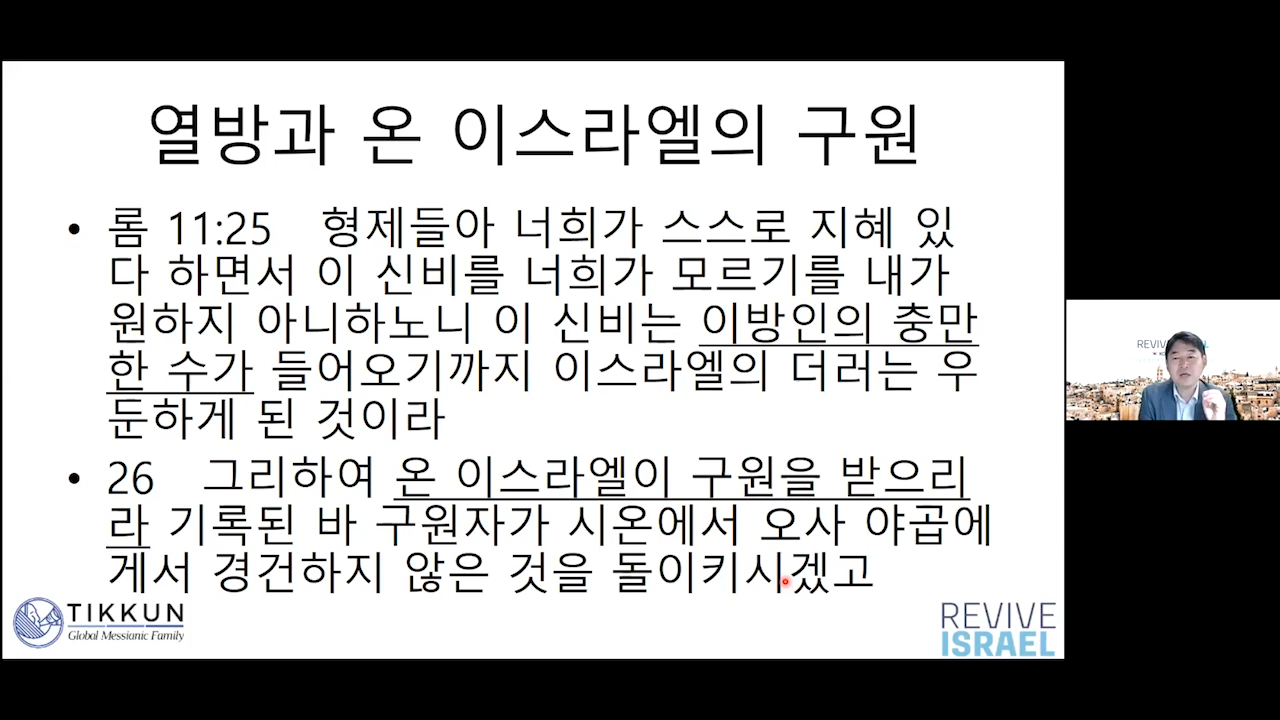 열방과 온 이스라엘의 구원
• 롬 11:25 형제들아 너희가 스스로 지혜 있
다 하면서 이 신비를 너희가 모르기를 내가
원하지 아니하노니 이 신비는 이방인의 충만
한 수가 들어오기까지 이스라엘의 더러는 우
둔하게 된 것이라
• 26 그리하여 온 이스라엘이 구원을 받으리
라 기록된 바 구원자가 시온에서 오사 야곱에
게서 경건하지 않은 것을 돌이키시겠고
TIKKUN
Global Messianic Family
REVIVE
ISRAEL